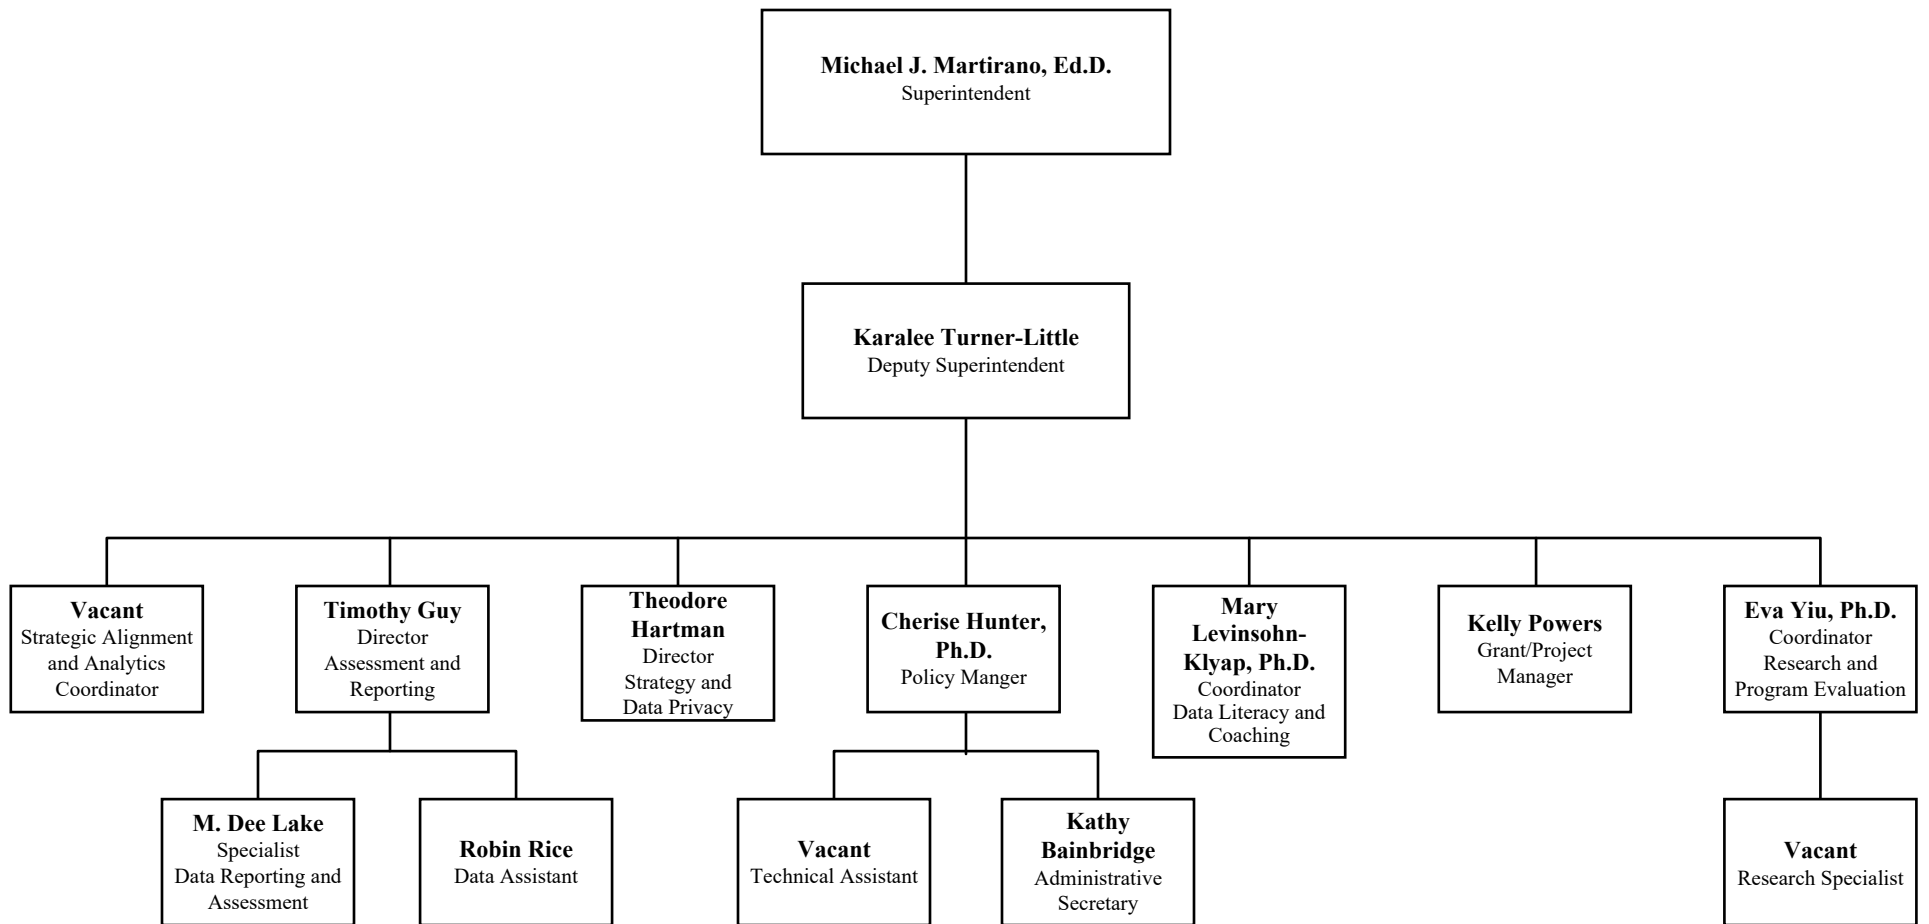 Michael J. Martirano, Ed.D.
Superintendent
Karalee Turner-Little
Deputy Superintendent
Vacant
Strategic Alignment
and Analytics
Coordinator
Timothy Guy
Director
Assessment and
Reporting
Theodore
Hartman
Director
Strategy and
Data Privacy
Cherise Hunter,
Ph.D.
Policy Manger
Mary
Levinsohn-
Klyap, Ph.D.
Coordinator
Data Literacy and
Coaching
Kelly Powers
Grant/Project
Manager
Eva Yiu, Ph.D.
Coordinator
Research and
Program Evaluation
M. Dee Lake
Specialist
Data Reporting and
Assessment
Robin Rice
Data Assistant
Vacant
Technical Assistant
Kathy
Bainbridge
Administrative
Secretary
Vacant
Research Specialist